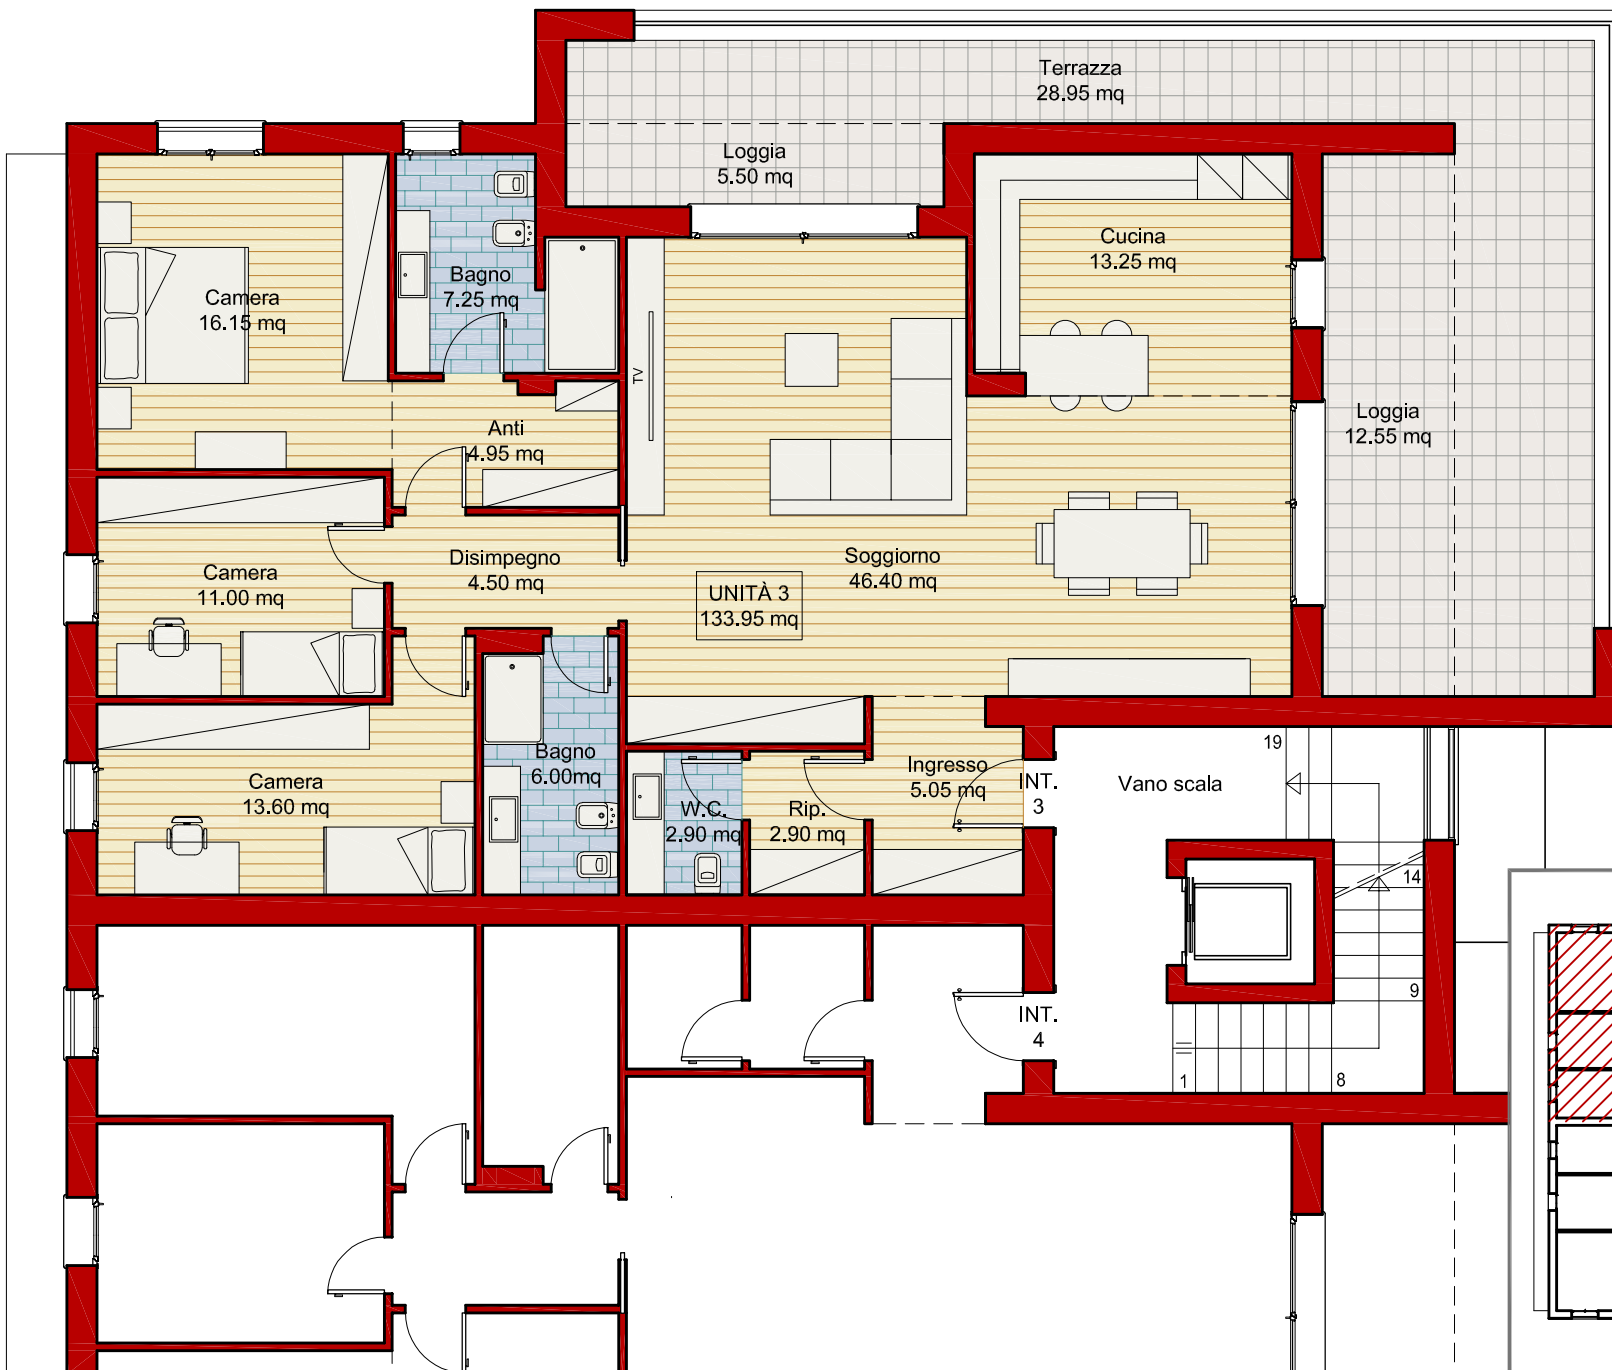 Terrazza
28.95 mq
Loggia
5.50 mq
Cucina
13.25 mq
Bagno
7.25 mq
Camera
16.15 mq
TV
Loggia
12.55 mq
Anti
4.95 mq
Disimpegno
4.50 mq
Soggiorno
46.40 mq
Camera
11.00 mq
UNITÀ 3
133.95 mq
Bagno
6.00mq
Camera
13.60 mq
Ingresso
5.05 mq
INT.
3
Vano scala
19
W.C.
2.90 mq
Rip.
2.90 mq
14
9
INT.
4
1
8